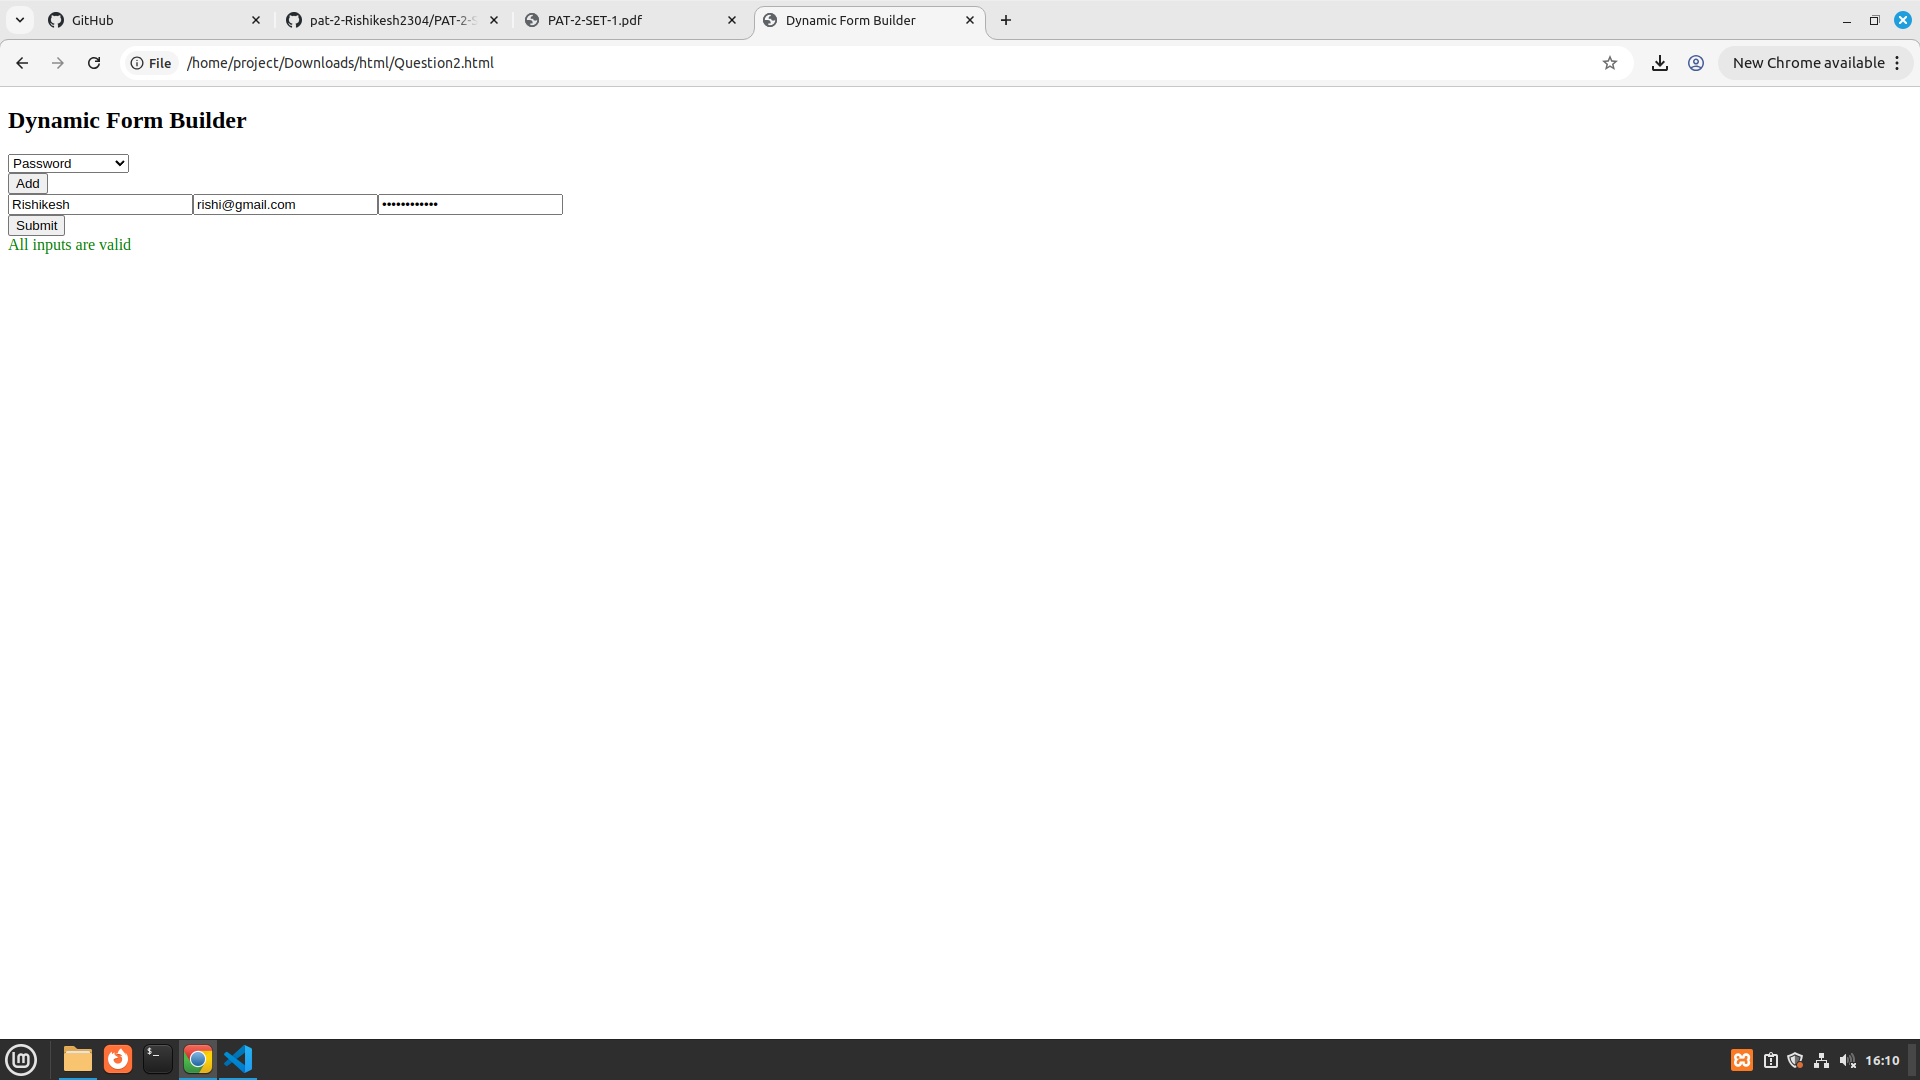 GitHub
pat-2-Rishikesh2304/PAT-2-S
PAT-2-SET-1.pdf
Dynamic Form Builder
File
/home/project/Downloads/html/Question2.html
New Chrome available
Dynamic Form Builder
Password
Add
Rishikesh rishi@gmail.com ••••••••••••
Submit
All inputs are valid
$_
16:10